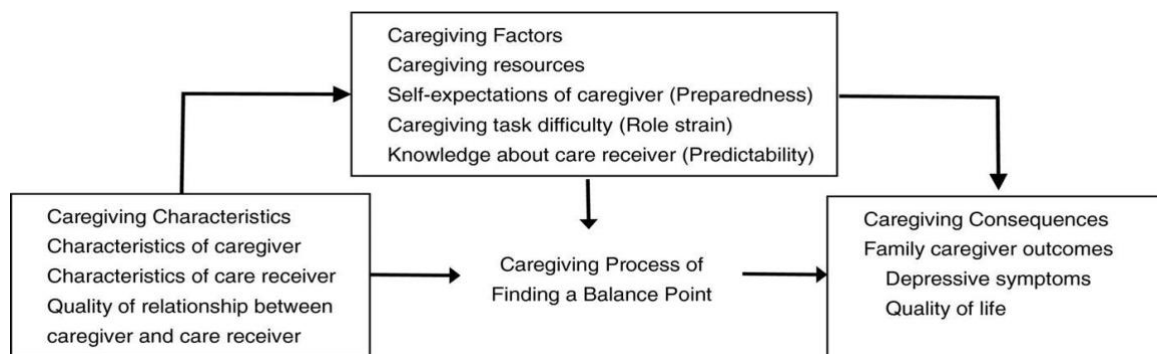 Caregiving Factors
Caregiving resources
Self-expectations of caregiver (Preparedness)
Caregiving task difficulty (Role strain)
Knowledge about care receiver (Predictability)
Caregiving Characteristics
Characteristics of caregiver
Characteristics of care receiver
Quality of relationship between
caregiver and care receiver
Caregiving Process of
Finding a Balance Point
Caregiving Consequences
Family caregiver outcomes
Depressive symptoms
Quality of life